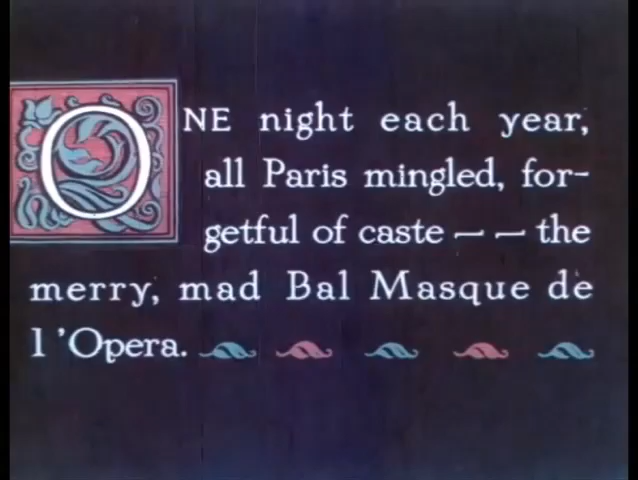 ONE night each year,
all Paris mingled, for-
getful of caste — — the
merry, mad Bal Masque de
l'Opera.